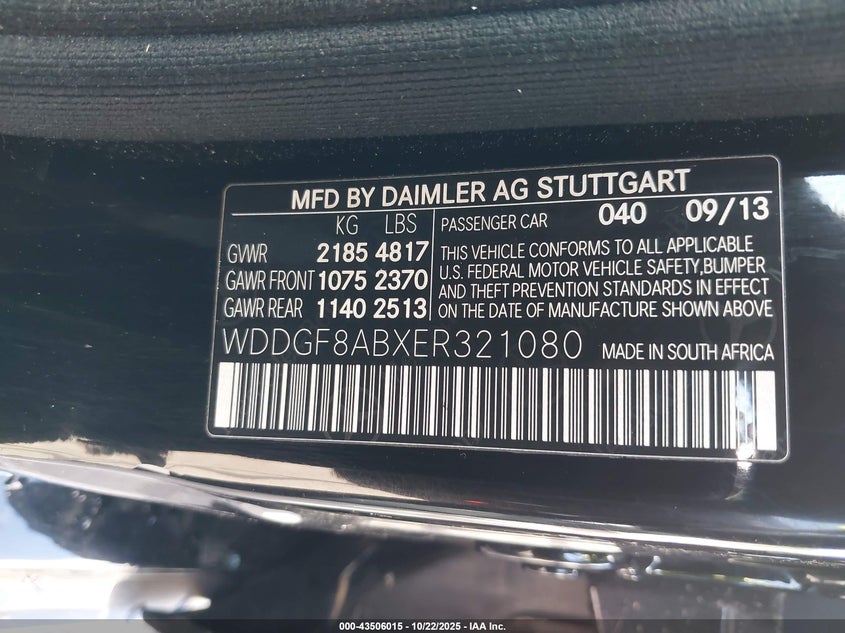 MFD BY DAIMLER AG STUTTGART
KG LBS
GVWR 2185 4817
GAWR FRONT 1075 2370
GAWR REAR 1140 2513
PASSENGER CAR 040 09/13
THIS VEHICLE CONFORMS TO ALL APPLICABLE
U.S. FEDERAL MOTOR VEHICLE SAFETY,BUMPER
AND THEFT PREVENTION STANDARDS IN EFFECT
ON THE DATE OF MANUFACTURE SHOWN ABOVE
WDDGF8ABXER321080 MADE IN SOUTH AFRICA
000-43506015 - 10/22/2025 - IAA Inc.